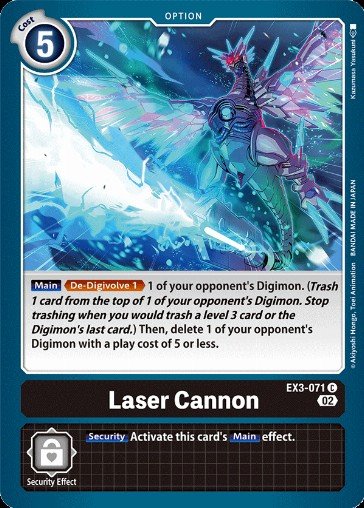 OPTION
Cost
5
Kazumasa Yasukuni
©Akiyoshi Hongo, Toei Animation BANDAI MADE IN JAPAN
Main De-Digivolve 1 1 of your opponent's Digimon. (Trash
1 card from the top of 1 of your opponent's Digimon. Stop
trashing when you would trash a level 3 card or the
Digimon's last card.) Then, delete 1 of your opponent's
Digimon with a play cost of 5 or less.
EX3-071 C
02
Laser Cannon
Security Activate this card's Main effect.
Security Effect